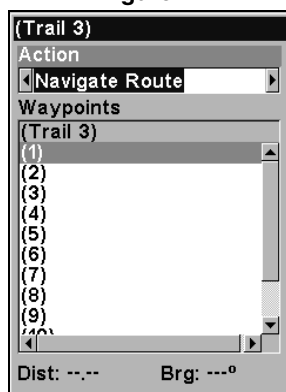 (Trail 3)
Action
Navigate Route
Waypoints
(Trail 3)
(1)
(2)
(3)
(4)
(5)
(6)
(7)
(8)
(9)
(10)
Dist: --.-- Brg: ---º